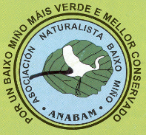 POR UN BAIXO MIÑO MÁIS VERDE E MELLOR CONSERVADO
ASOCIACIÓN NATURALISTA BAIXO MIÑO
· ANABAM ·